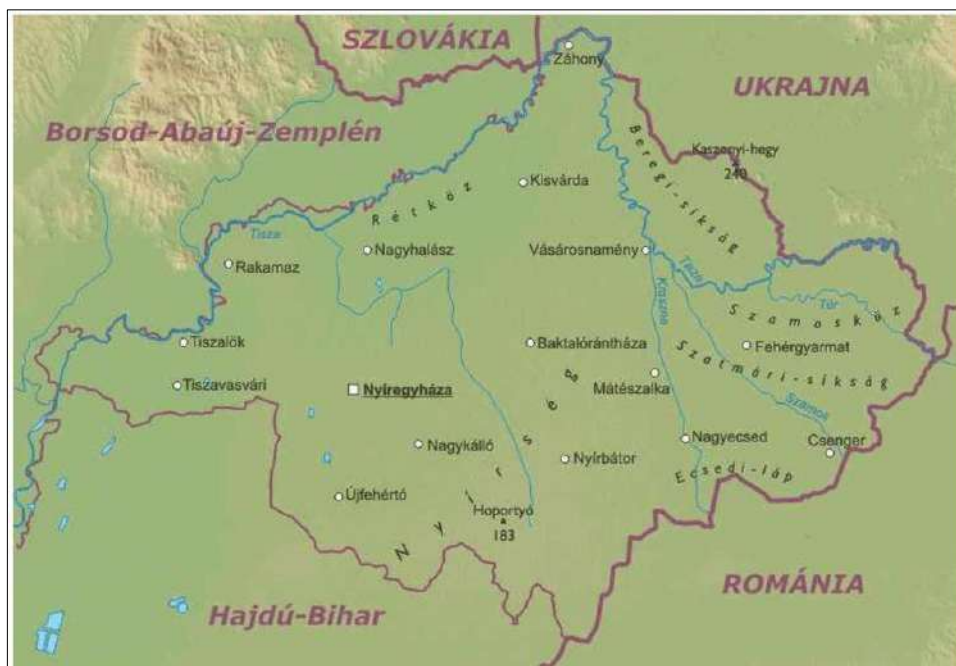 SZLOVÁKIA
Záhony
UKRAJNA
Borsod-Abaúj-Zemplén
Kaszonyi-hegy
240
Beregi-síkság
Kisvárda
Rétköz
Tisza
Nagyhalász
Vásárosnamény
Rakamaz
Tisza
Túr
Kraszna
Szamosköz
Tiszalök
Baktalórántháza
Fehérgyarmat
Szatmári-síkság
Tiszavasvári
Nyíregyháza
Mátészalka
Szamos
Nagykálló
Nagyecsed
Csenger
Nyírbátor
Ecsedi-láp
Újfehértó
Nyírség
Hoportyó
183
ROMÁNIA
Hajdú-Bihar